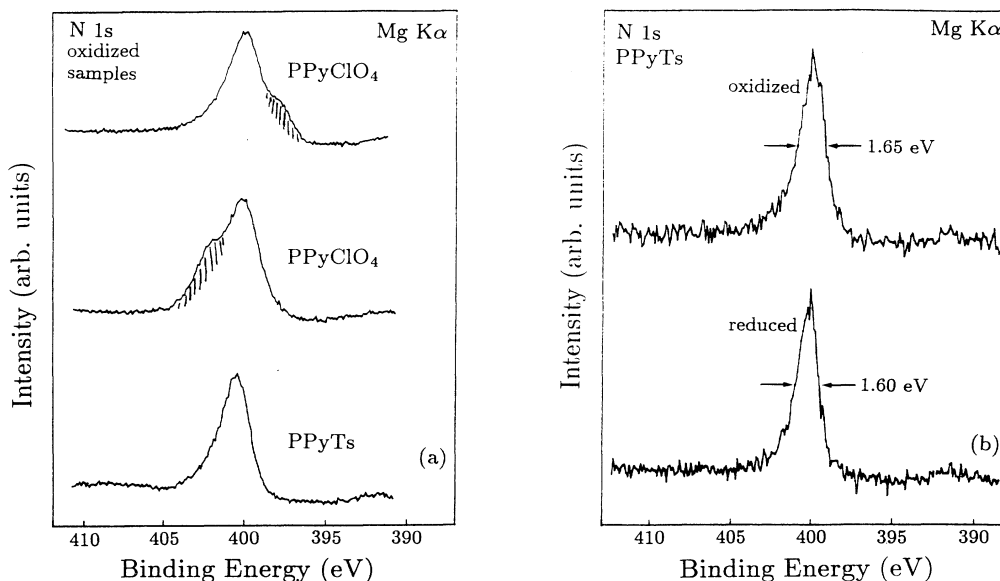 N 1s
oxidized
samples
Mg Kα
PPyClO4
PPyClO4
PPyTs
(a)
Intensity (arb. units)
410 405 400 395 390
Binding Energy (eV)
N 1s
PPyTs
Mg Kα
oxidized
1.65 eV
reduced
1.60 eV
(b)
Intensity (arb. units)
410 405 400 395 390
Binding Energy (eV)